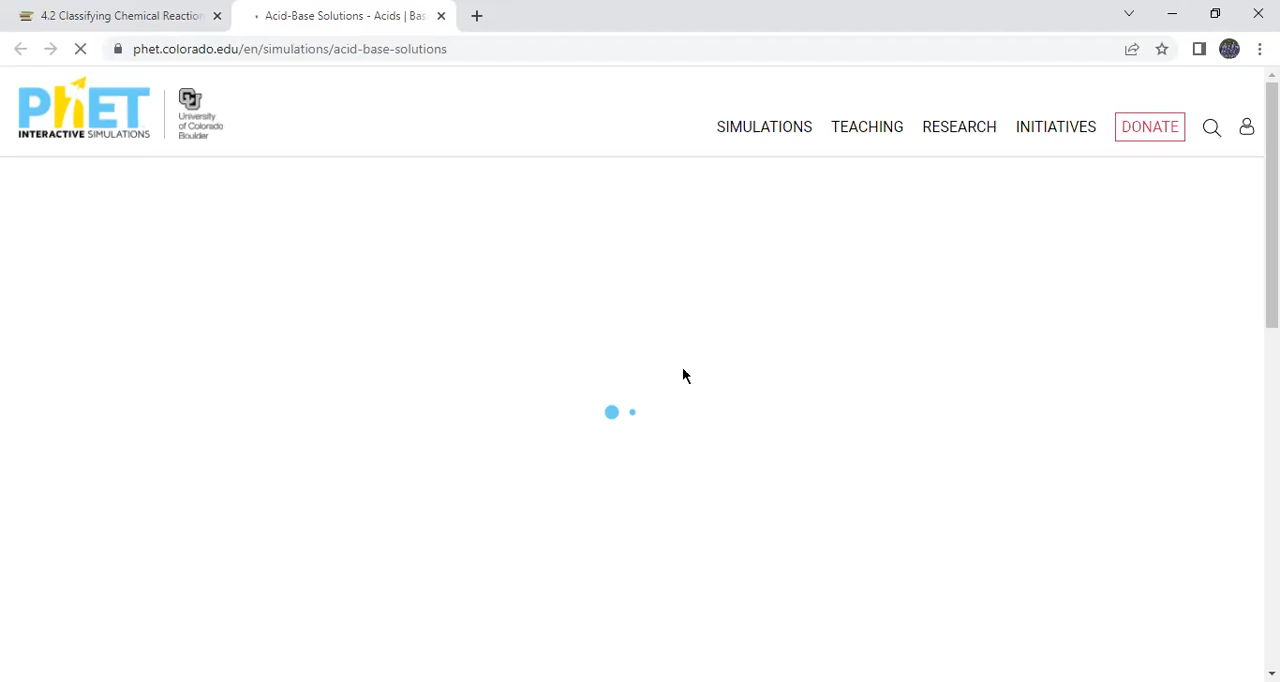 4.2 Classifying Chemical Reaction
Acid-Base Solutions - Acids | Bas
phet.colorado.edu/en/simulations/acid-base-solutions
PhET
INTERACTIVE SIMULATIONS
University
of Colorado
Boulder
SIMULATIONS TEACHING RESEARCH INITIATIVES DONATE